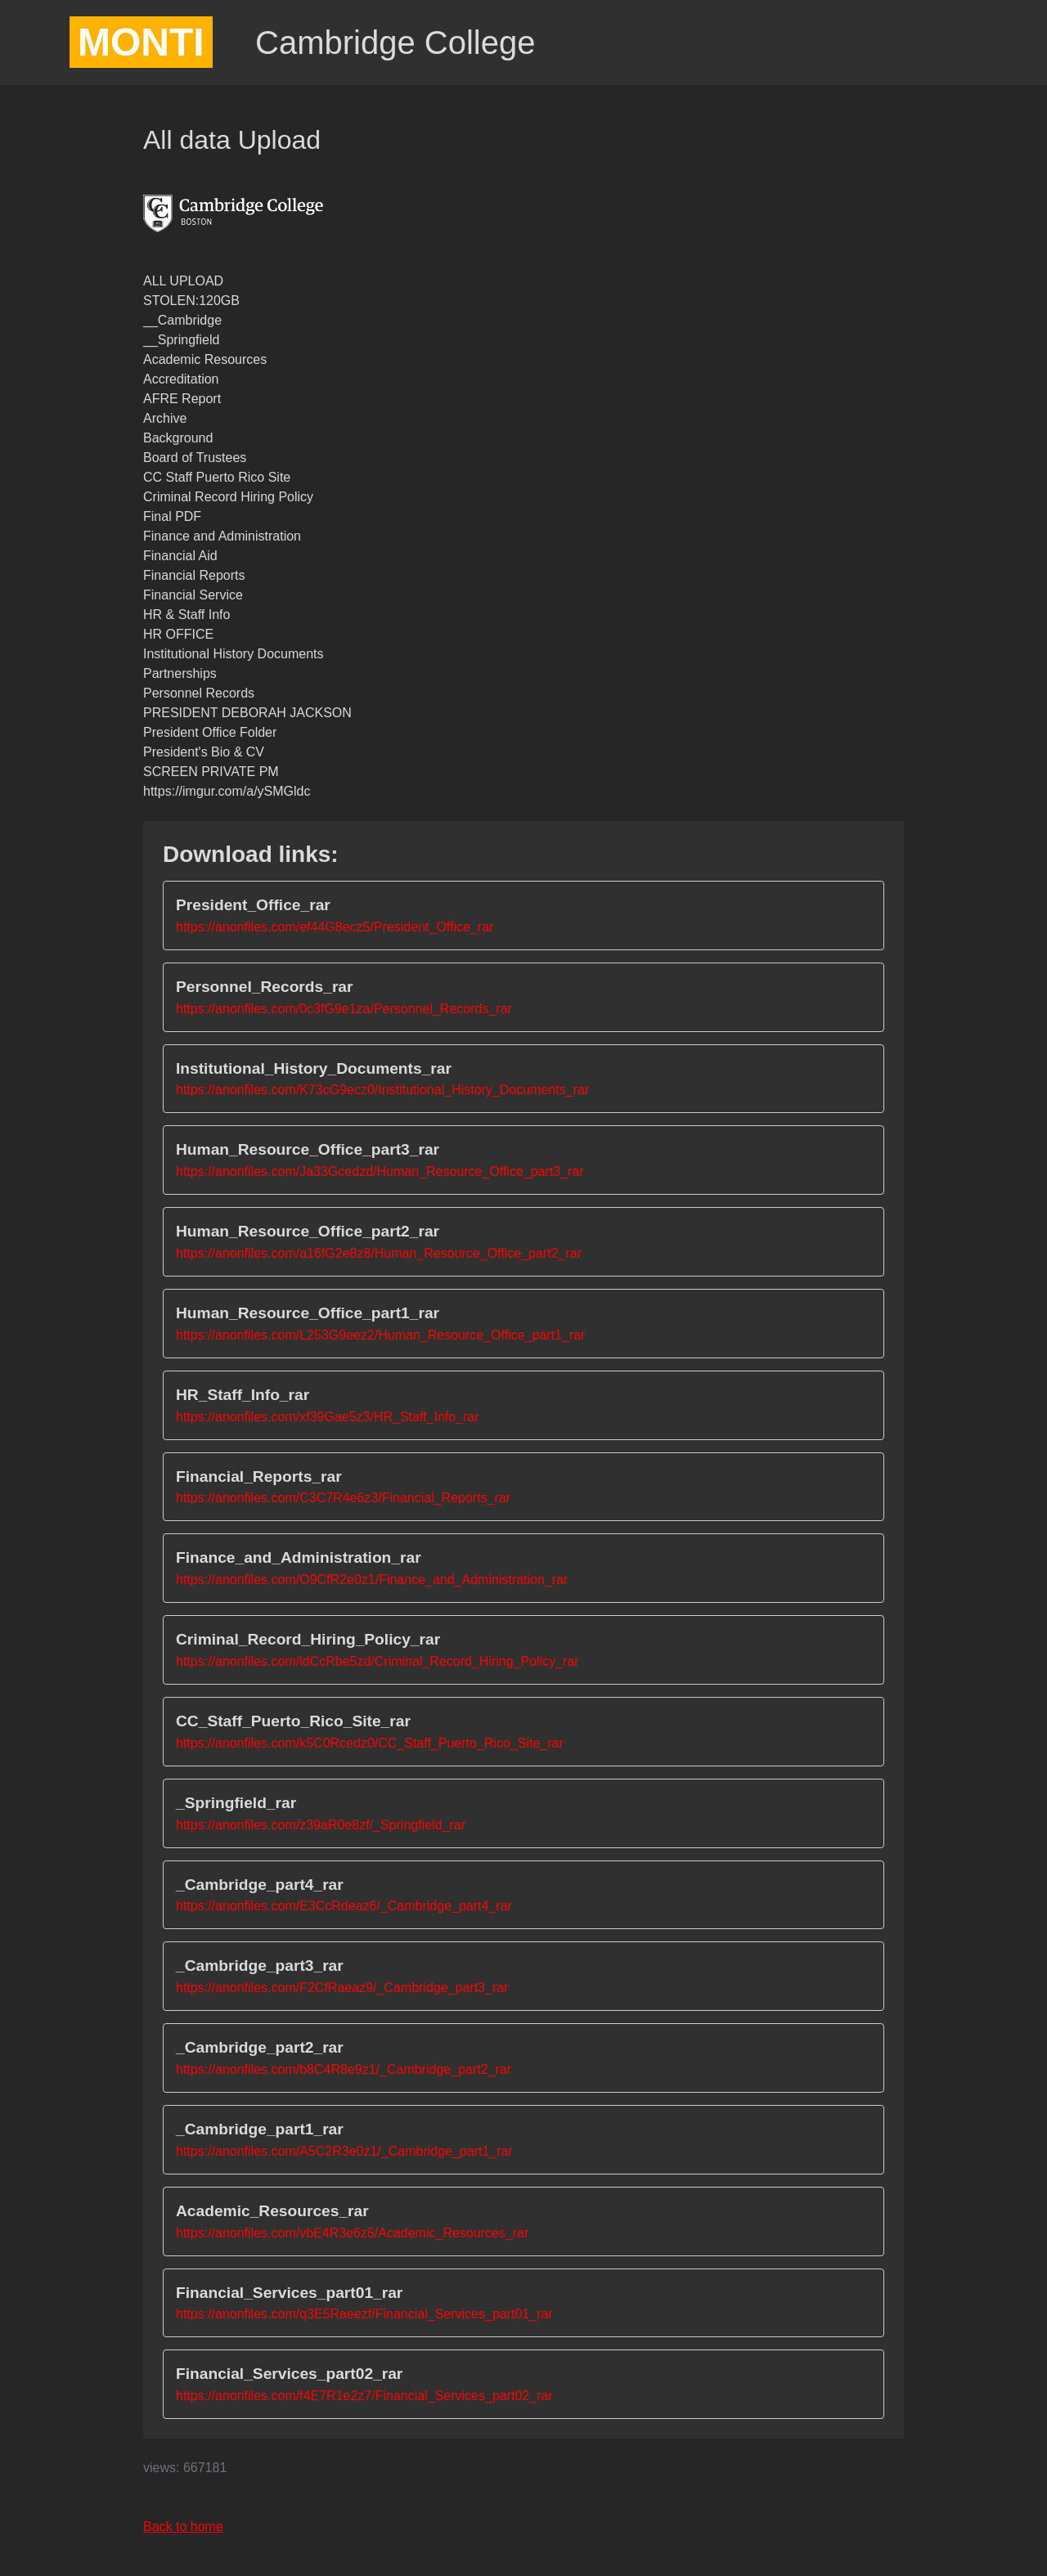 MONTI
Cambridge College
All data Upload
CC
Cambridge College
BOSTON
ALL UPLOAD
STOLEN:120GB
__Cambridge
__Springfield
Academic Resources
Accreditation
AFRE Report
Archive
Background
Board of Trustees
CC Staff Puerto Rico Site
Criminal Record Hiring Policy
Final PDF
Finance and Administration
Financial Aid
Financial Reports
Financial Service
HR & Staff Info
HR OFFICE
Institutional History Documents
Partnerships
Personnel Records
PRESIDENT DEBORAH JACKSON
President Office Folder
President's Bio & CV
SCREEN PRIVATE PM
https://imgur.com/a/ySMGldc
Download links:
President_Office_rar
https://anonfiles.com/ef44G8ecz5/President_Office_rar
Personnel_Records_rar
https://anonfiles.com/0c3fG9e1za/Personnel_Records_rar
Institutional_History_Documents_rar
https://anonfiles.com/K73cG9ecz0/Institutional_History_Documents_rar
Human_Resource_Office_part3_rar
https://anonfiles.com/Ja33Gcedzd/Human_Resource_Office_part3_rar
Human_Resource_Office_part2_rar
https://anonfiles.com/a16fG2e8z8/Human_Resource_Office_part2_rar
Human_Resource_Office_part1_rar
https://anonfiles.com/L253G9eez2/Human_Resource_Office_part1_rar
HR_Staff_Info_rar
https://anonfiles.com/xf39Gae5z3/HR_Staff_Info_rar
Financial_Reports_rar
https://anonfiles.com/C3C7R4e6z3/Financial_Reports_rar
Finance_and_Administration_rar
https://anonfiles.com/O9CfR2e0z1/Finance_and_Administration_rar
Criminal_Record_Hiring_Policy_rar
https://anonfiles.com/ldCcRbe5zd/Criminal_Record_Hiring_Policy_rar
CC_Staff_Puerto_Rico_Site_rar
https://anonfiles.com/k5C0Rcedz0/CC_Staff_Puerto_Rico_Site_rar
_Springfield_rar
https://anonfiles.com/z39aR0e8zf/_Springfield_rar
_Cambridge_part4_rar
https://anonfiles.com/E3CcRdeaz6/_Cambridge_part4_rar
_Cambridge_part3_rar
https://anonfiles.com/F2CfRaeaz9/_Cambridge_part3_rar
_Cambridge_part2_rar
https://anonfiles.com/b8C4R8e9z1/_Cambridge_part2_rar
_Cambridge_part1_rar
https://anonfiles.com/A5C2R3e0z1/_Cambridge_part1_rar
Academic_Resources_rar
https://anonfiles.com/vbE4R3e6z5/Academic_Resources_rar
Financial_Services_part01_rar
https://anonfiles.com/q3E5Raeezf/Financial_Services_part01_rar
Financial_Services_part02_rar
https://anonfiles.com/f4E7R1e2z7/Financial_Services_part02_rar
views: 667181
Back to home